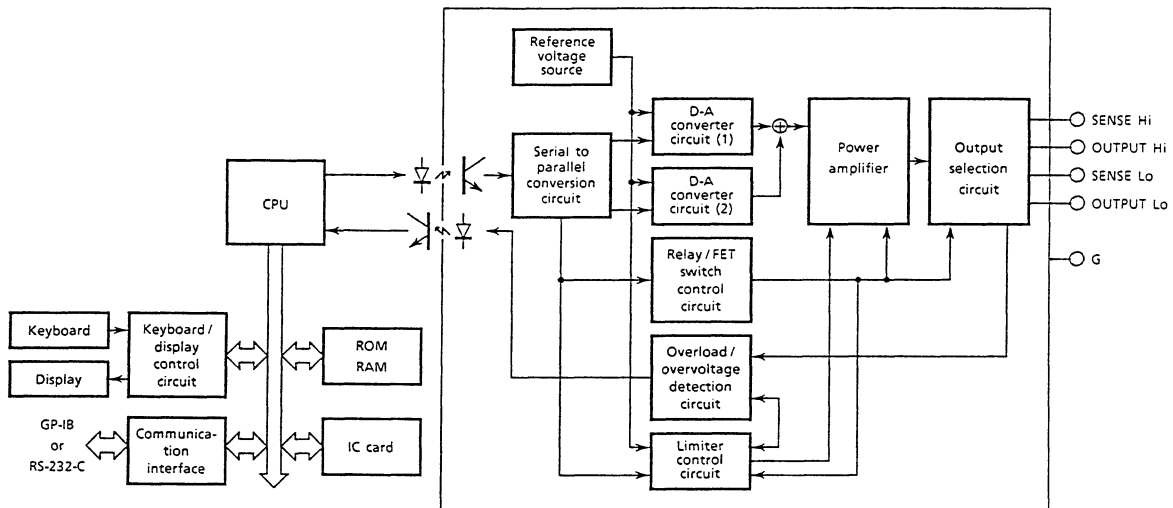 Reference
voltage
source
D-A
converter
circuit (1)
Power
amplifier
Output
selection
circuit
SENSE Hi
OUTPUT Hi
SENSE Lo
OUTPUT Lo
G
Serial to
parallel
conversion
circuit
D-A
converter
circuit (2)
CPU
Relay / FET
switch
control
circuit
Keyboard
Display
Keyboard /
display
control
circuit
ROM
RAM
Overload /
overvoltage
detection
circuit
GP-IB
or
RS-232-C
Communica-
tion
interface
IC card
Limiter
control
circuit